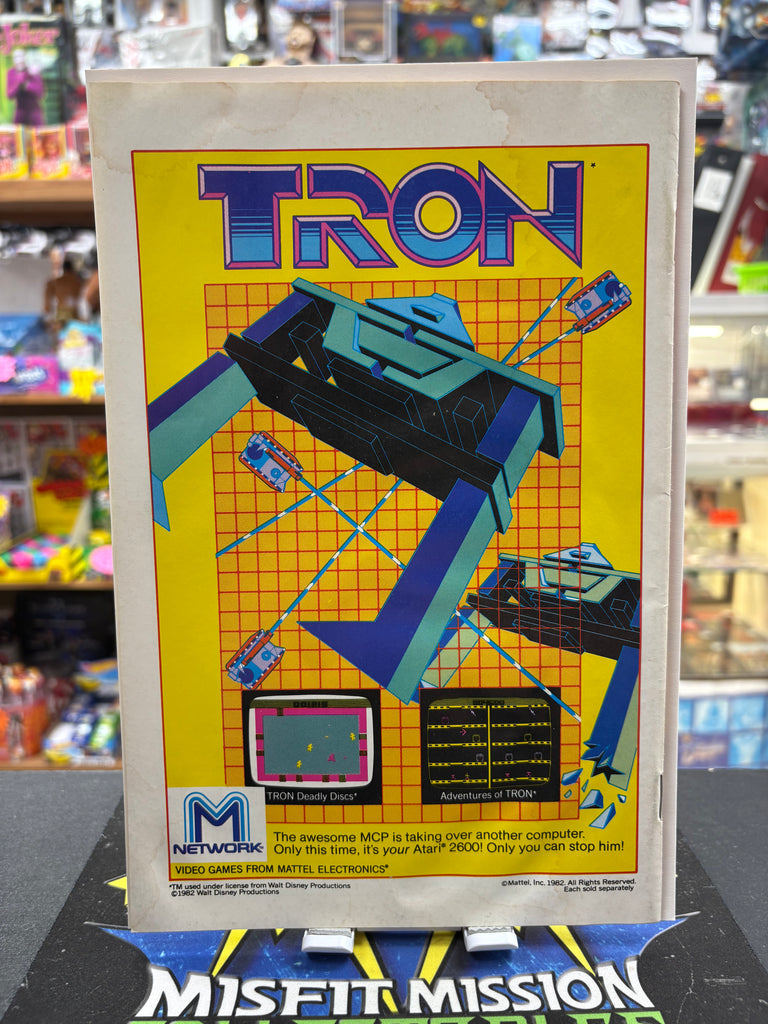 Joker
TRON*
TRON Deadly Discs*
Adventures of TRON*
M
NETWORK®
The awesome MCP is taking over another computer.
Only this time, it's your Atari® 2600! Only you can stop him!
VIDEO GAMES FROM MATTEL ELECTRONICS®
*TM used under license from Walt Disney Productions
©1982 Walt Disney Productions
©Mattel, Inc. 1982. All Rights Reserved.
Each sold separately
MISFIT MISSION
COLLECTIBLES